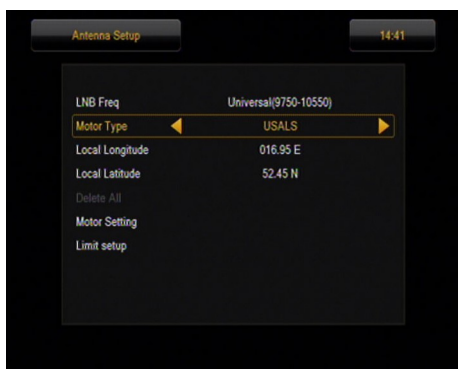 Antenna Setup 14:41
LNB Freq Universal(9750-10550)
Motor Type USALS
Local Longitude 016.95 E
Local Latitude 52.45 N
Delete All
Motor Setting
Limit setup